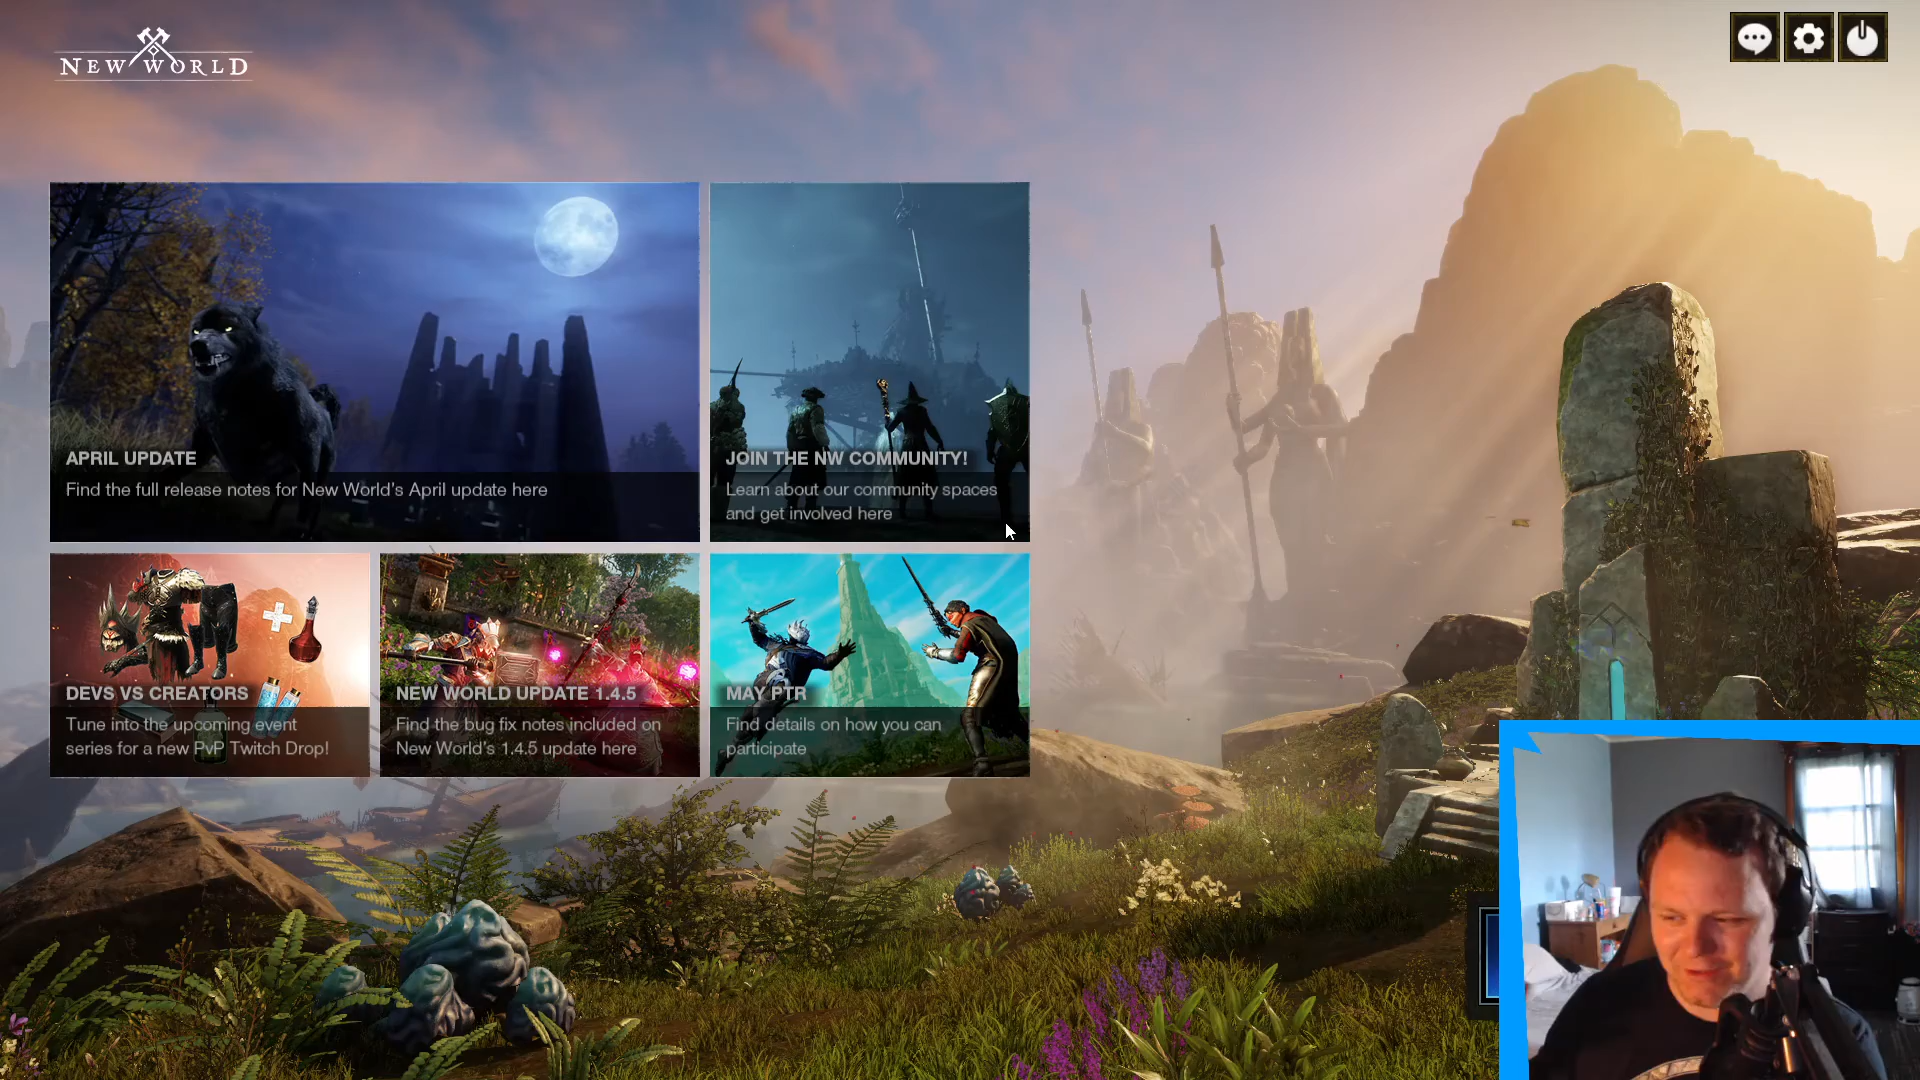 NEW WORLD
APRIL UPDATE
Find the full release notes for New World's April update here
JOIN THE NW COMMUNITY!
Learn about our community spaces
and get involved here
DEVS VS CREATORS
Tune into the upcoming event
series for a new PvP Twitch Drop!
NEW WORLD UPDATE 1.4.5
Find the bug fix notes included on
New World's 1.4.5 update here
MAY PTR
Find details on how you can
participate